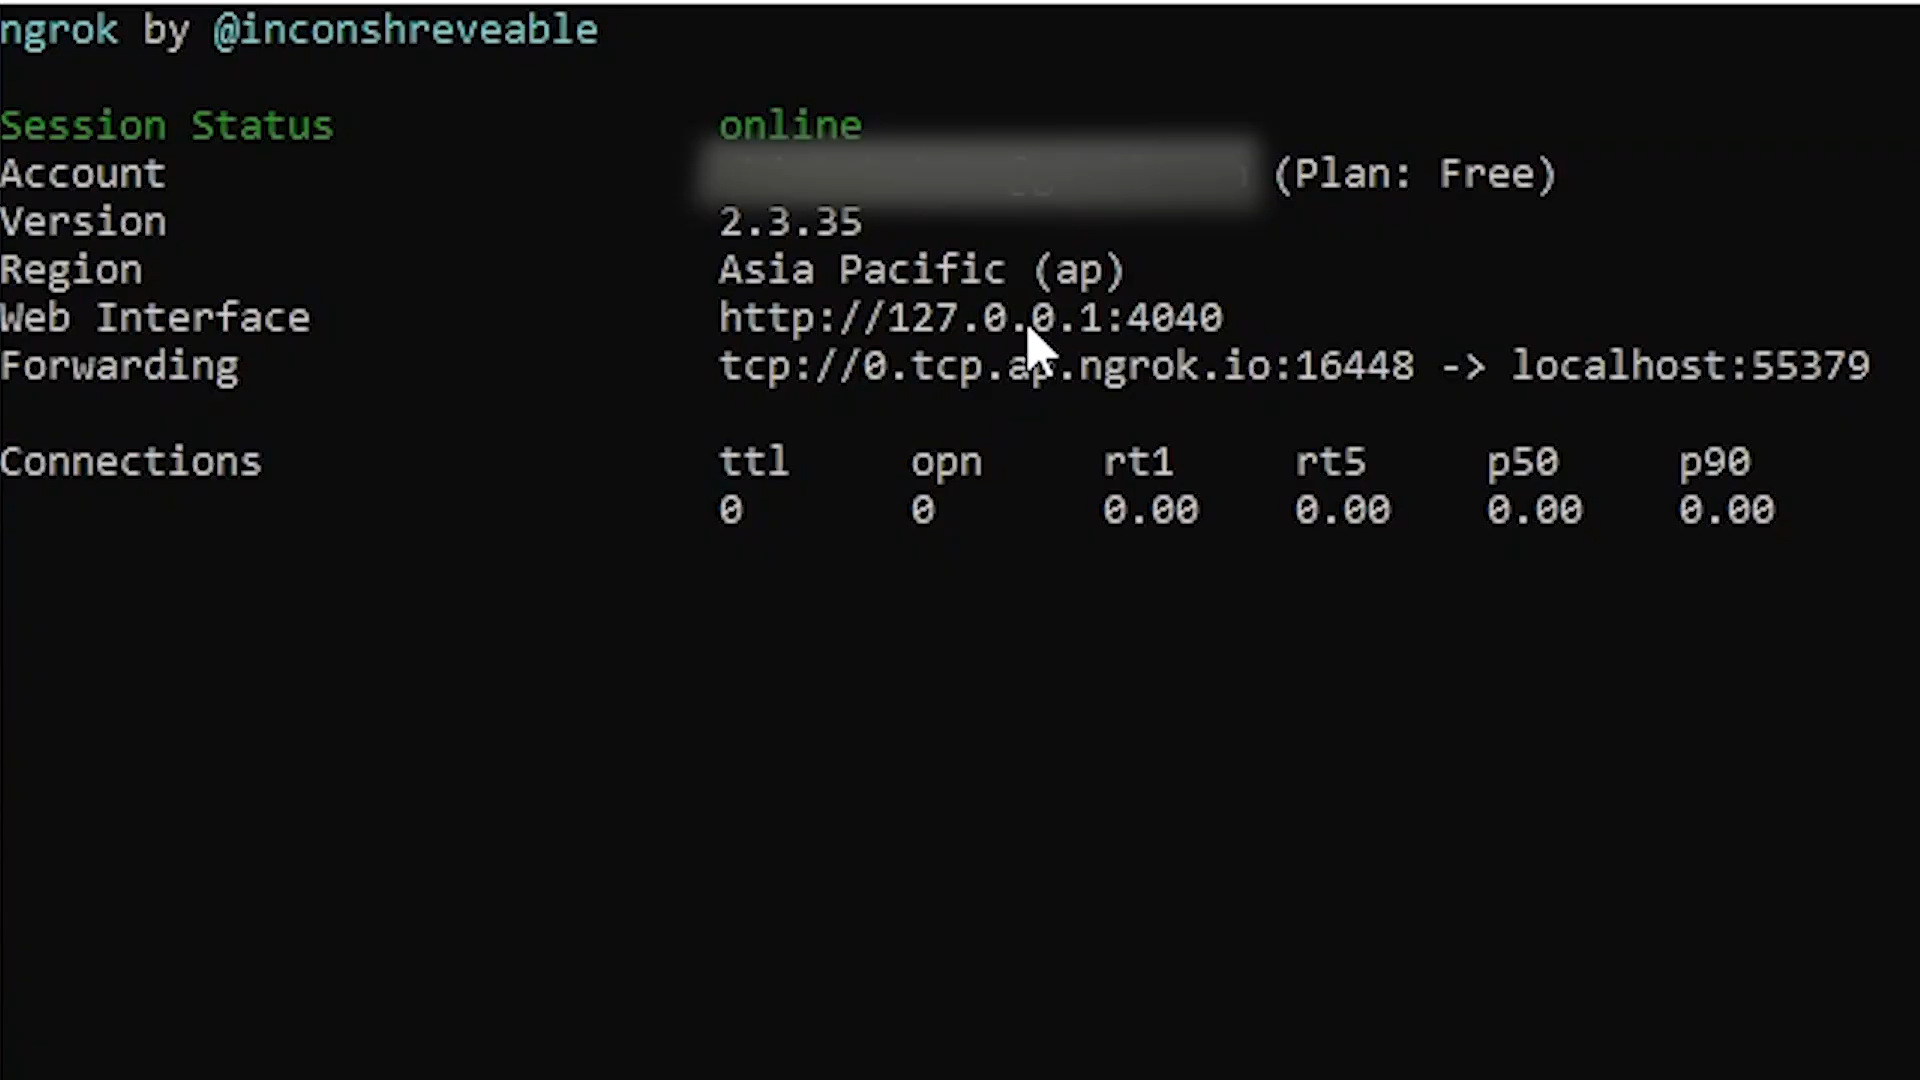 ngrok by @inconshreveable
Session Status online
Account (Plan: Free)
Version 2.3.35
Region Asia Pacific (ap)
Web Interface http://127.0.0.1:4040
Forwarding tcp://0.tcp.ap.ngrok.io:16448 -> localhost:55379
Connections ttl opn rt1 rt5 p50 p90
0 0 0.00 0.00 0.00 0.00